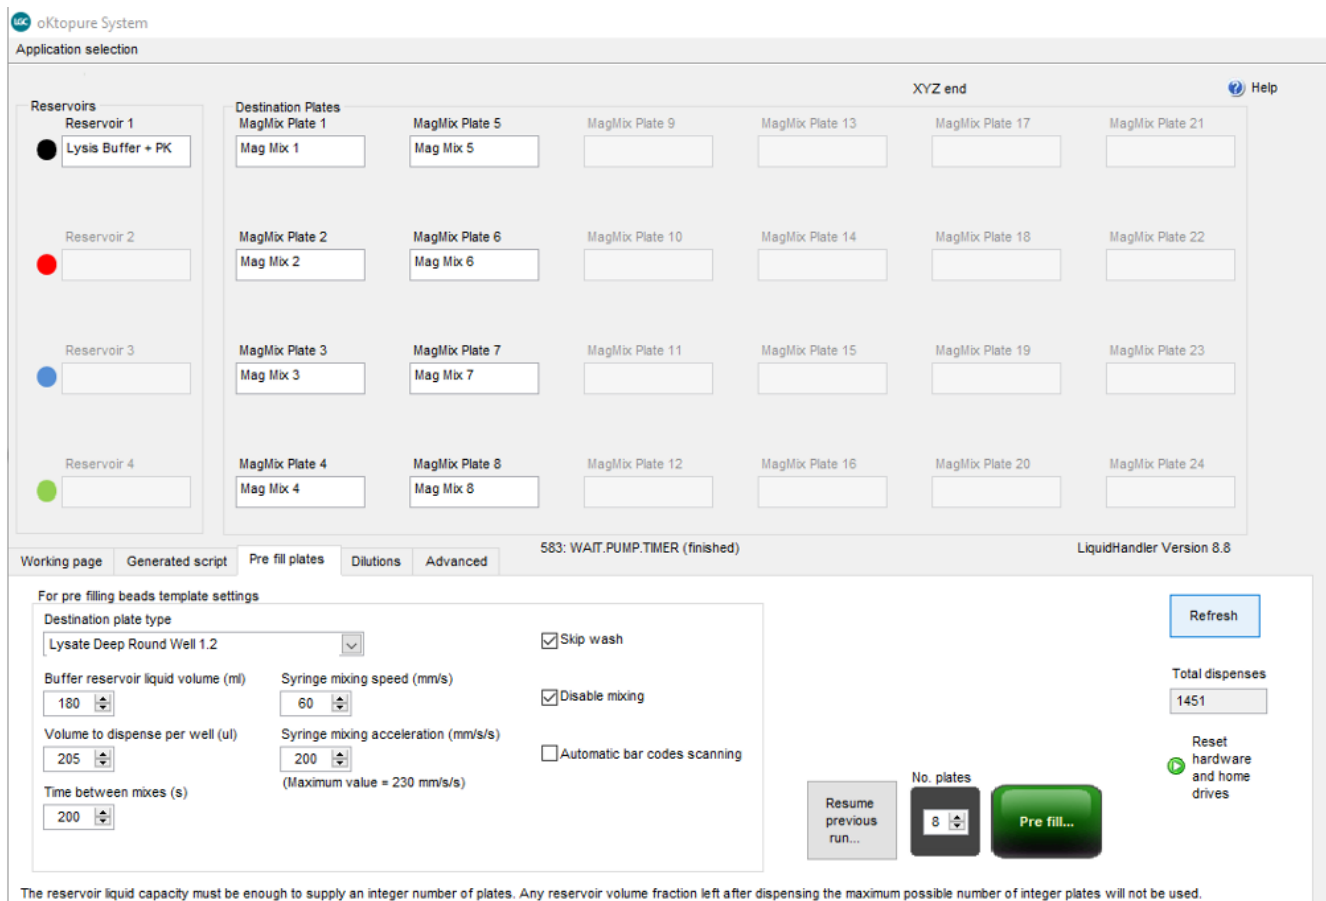 LGC oKtopure System
Application selection
XYZ end
Help
Reservoirs
Destination Plates
Reservoir 1
MagMix Plate 1
MagMix Plate 5
MagMix Plate 9
MagMix Plate 13
MagMix Plate 17
MagMix Plate 21
Lysis Buffer + PK
Mag Mix 1
Mag Mix 5
Reservoir 2
MagMix Plate 2
MagMix Plate 6
MagMix Plate 10
MagMix Plate 14
MagMix Plate 18
MagMix Plate 22
Mag Mix 2
Mag Mix 6
Reservoir 3
MagMix Plate 3
MagMix Plate 7
MagMix Plate 11
MagMix Plate 15
MagMix Plate 19
MagMix Plate 23
Mag Mix 3
Mag Mix 7
Reservoir 4
MagMix Plate 4
MagMix Plate 8
MagMix Plate 12
MagMix Plate 16
MagMix Plate 20
MagMix Plate 24
Mag Mix 4
Mag Mix 8
583: WAIT.PUMP.TIMER (finished)
LiquidHandler Version 8.8
Working page
Generated script
Pre fill plates
Dilutions
Advanced
For pre filling beads template settings
Destination plate type
Lysate Deep Round Well 1.2
Skip wash
Buffer reservoir liquid volume (ml)
180
Syringe mixing speed (mm/s)
60
Disable mixing
Volume to dispense per well (ul)
205
Syringe mixing acceleration (mm/s/s)
200
(Maximum value = 230 mm/s/s)
Automatic bar codes scanning
Time between mixes (s)
200
Resume
previous
run...
No. plates
8
Pre fill...
Refresh
Total dispenses
1451
Reset
hardware
and home
drives
The reservoir liquid capacity must be enough to supply an integer number of plates. Any reservoir volume fraction left after dispensing the maximum possible number of integer plates will not be used.